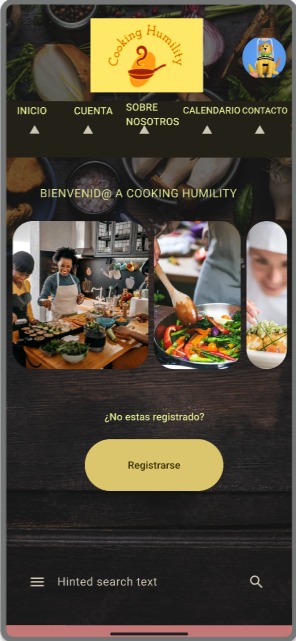 Cooking Humility
INICIO
CUENTA
SOBRE
NOSOTROS
CALENDARIO
CONTACTO
BIENVENID@ A COOKING HUMILITY
¿No estas registrado?
Registrarse
Hinted search text